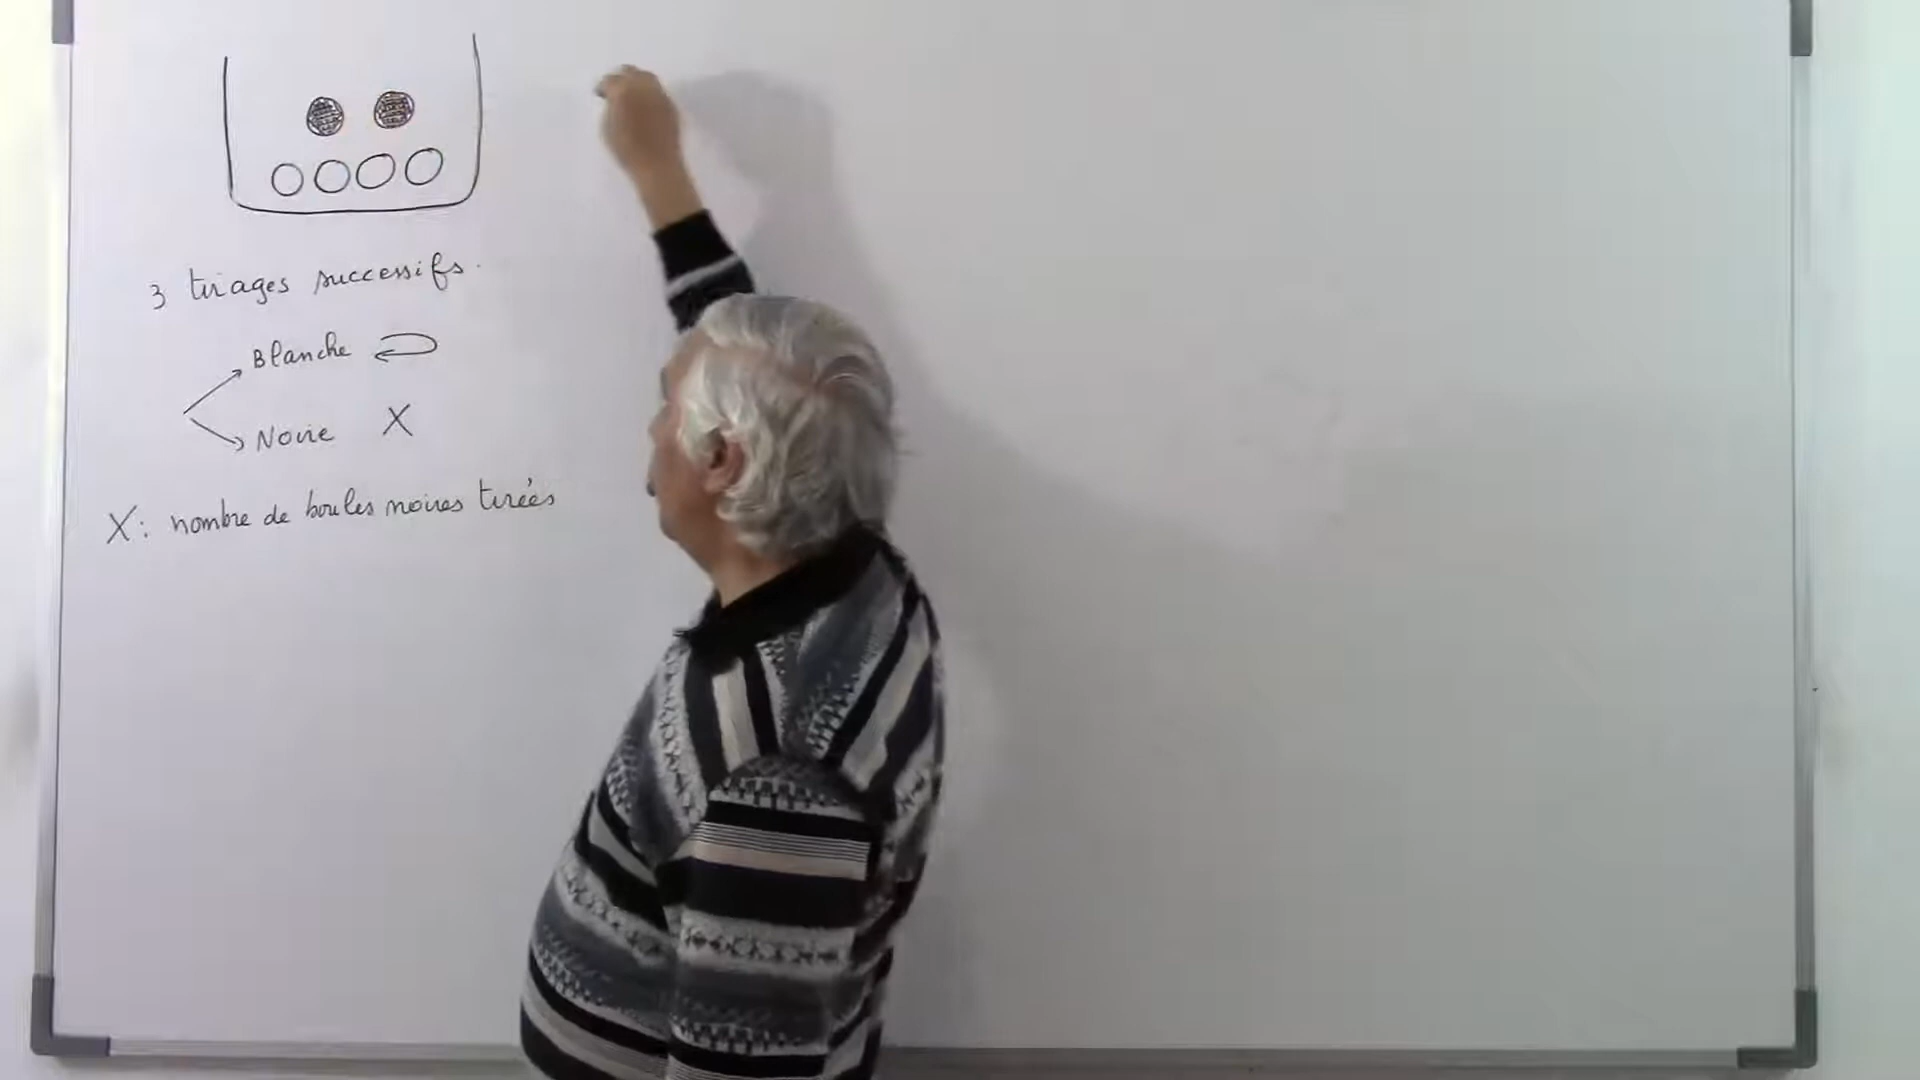 3 tirages successifs.
Blanche
Noire X
X : nombre de boules noires tirées